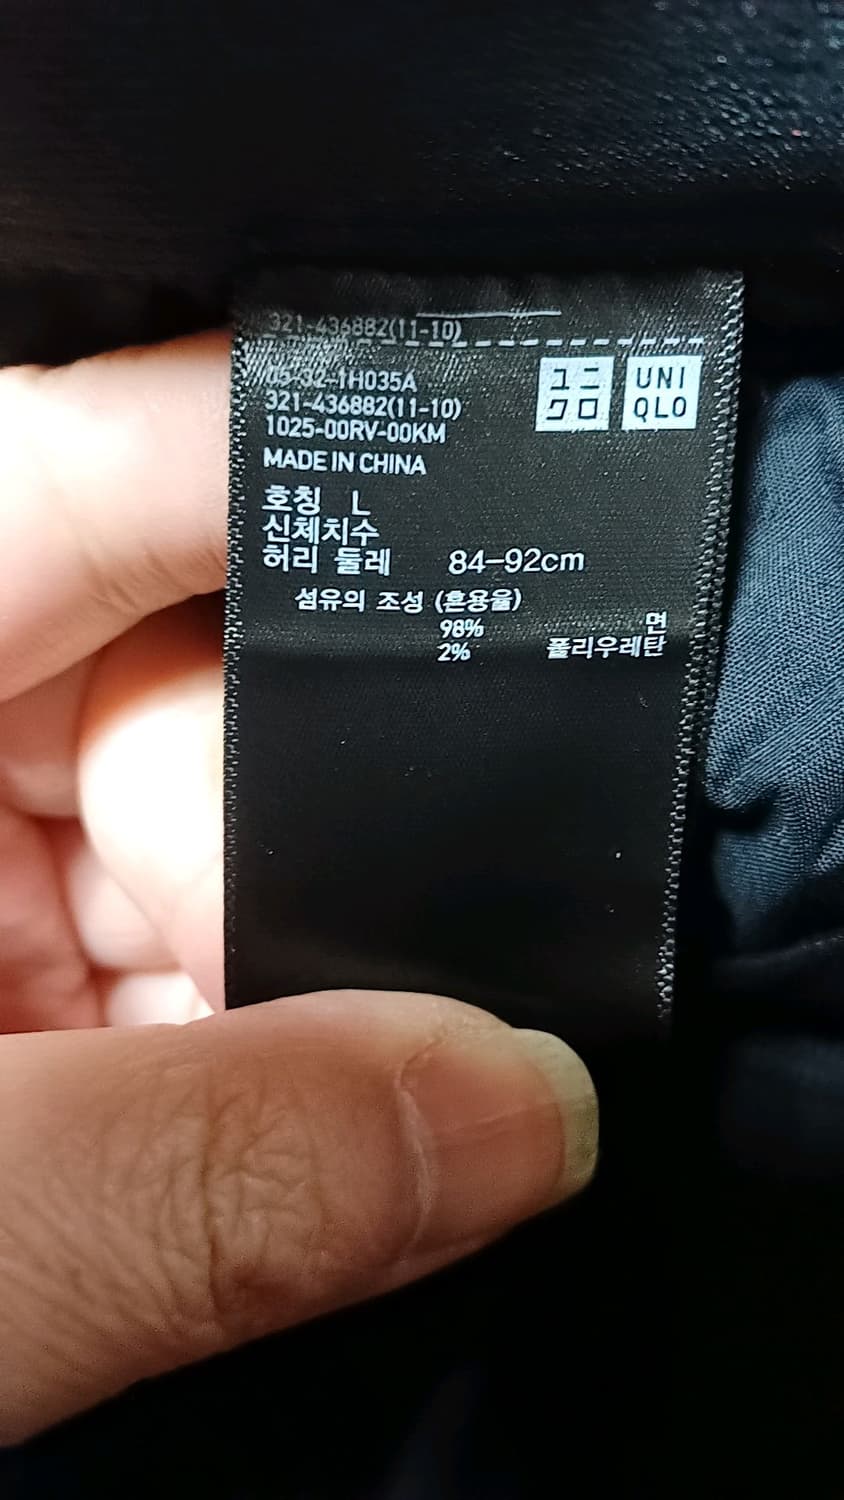 321-436882(11-10)
05-32-1H035A
321-436882(11-10)
1025-00RV-00KM
MADE IN CHINA
ユニ
クロ
UNI
QLO
호칭 L
신체치수
허리 둘레 84-92cm
섬유의 조성 (혼용율)
98% 면
2% 폴리우레탄